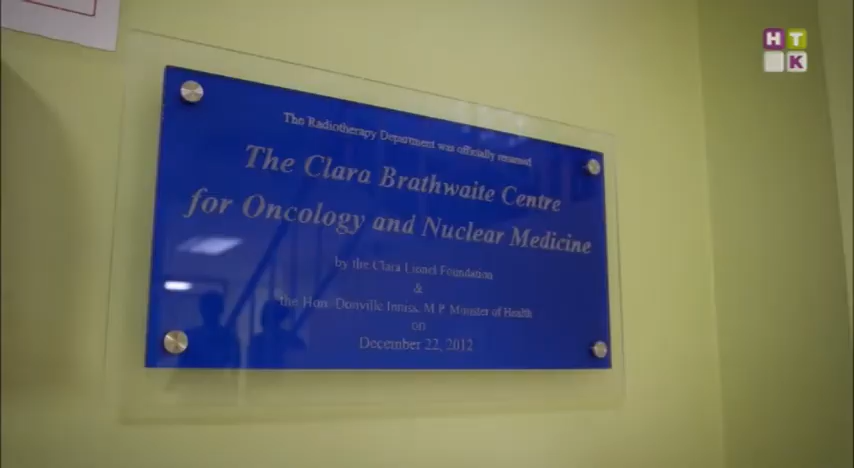 HT
K
The Radiotherapy Department was officially renamed
The Clara Brathwaite Centre
for Oncology and Nuclear Medicine
by the Clara Lionel Foundation
&
the Hon. Donville Inniss, M P Minister of Health
on
December 22, 2012